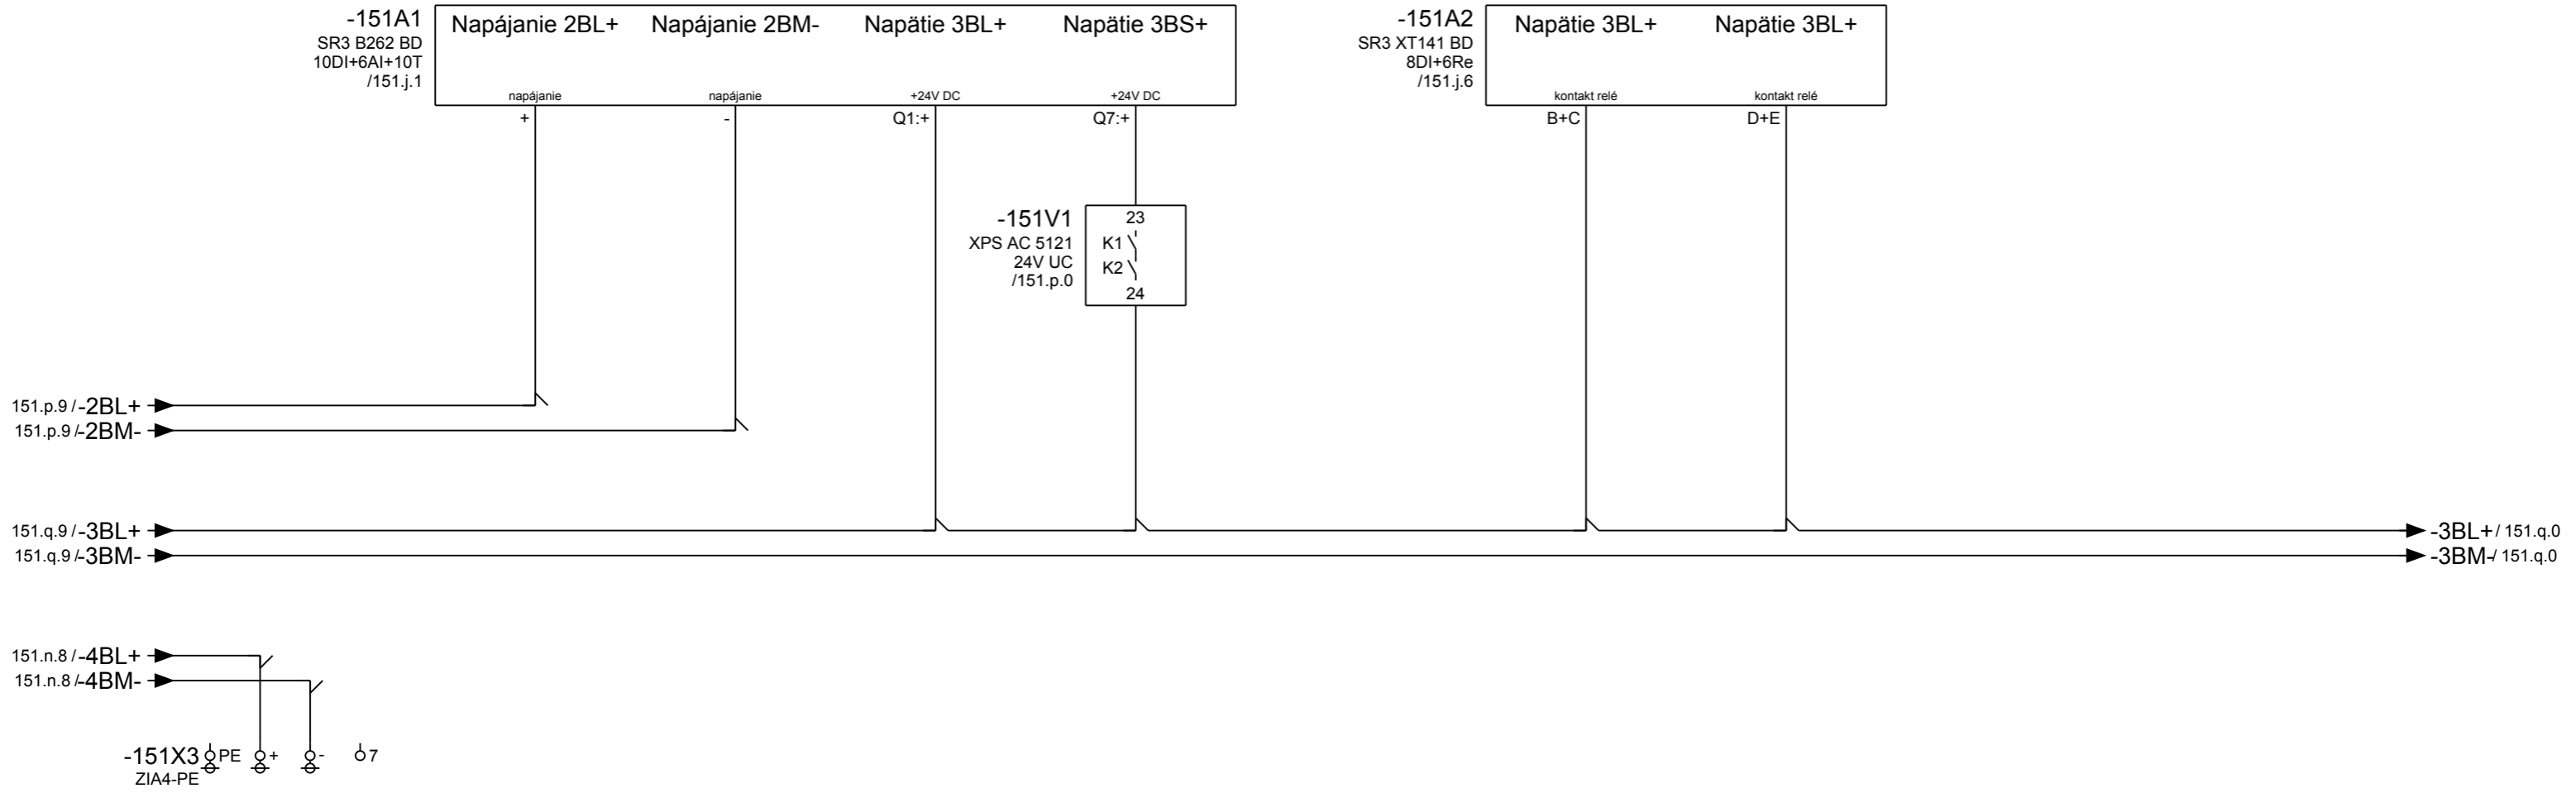 -151A1
SR3 B262 BD
10DI+6AI+10T
/151.j.1
Napájanie 2BL+
Napájanie 2BM-
Napätie 3BL+
Napätie 3BS+
napájanie
napájanie
+24V DC
+24V DC
+
-
Q1:+
Q7:+
-151A2
SR3 XT141 BD
8DI+6Re
/151.j.6
Napätie 3BL+
Napätie 3BL+
kontakt relé
kontakt relé
B+C
D+E
-151V1
XPS AC 5121
24V UC
/151.p.0
23
K1
K2
24
151.p.9 /-2BL+
151.p.9 /-2BM-
151.q.9 /-3BL+
151.q.9 /-3BM-
-3BL+/ 151.q.0
-3BM-/ 151.q.0
151.n.8 /-4BL+
151.n.8 /-4BM-
-151X3
ZIA4-PE
PE
+
-
7